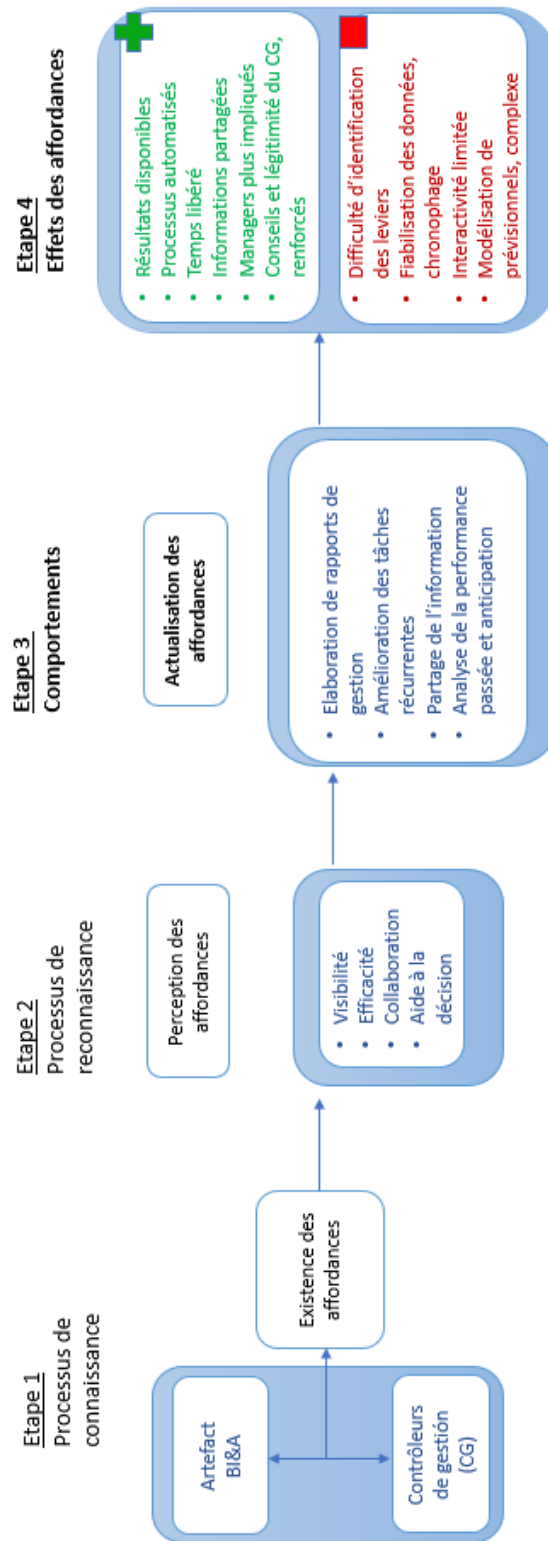 Etape 1
Processus de
connaissance
Artefact
BI&A
Contrôleurs
de gestión
(CG)
Existence des
affordances
Etape 2
Processus de
reconnaissance
Perception des
affordances
• Visibilité
• Efficacité
• Collaboration
• Aide à la
décision
Etape 3
Comportements
Actualisation des
affordances
• Elaboration de rapports de
gestion
• Amélioration des tâches
récurrentes
• Partage de l'information
• Analyse de la performance
passée et anticipation
Etape 4
Effets des affordances
• Résultats disponibles
• Processus automatisés
• Temps libéré
• Informations partagées
• Managers plus impliqués
• Conseils et légitimité du CG,
renforcés
• Difficulté d'identification
des leviers
• Fiabilisation des données,
chronophage
• Interactivité limitée
• Modélisation de
prévisionnels, complexe